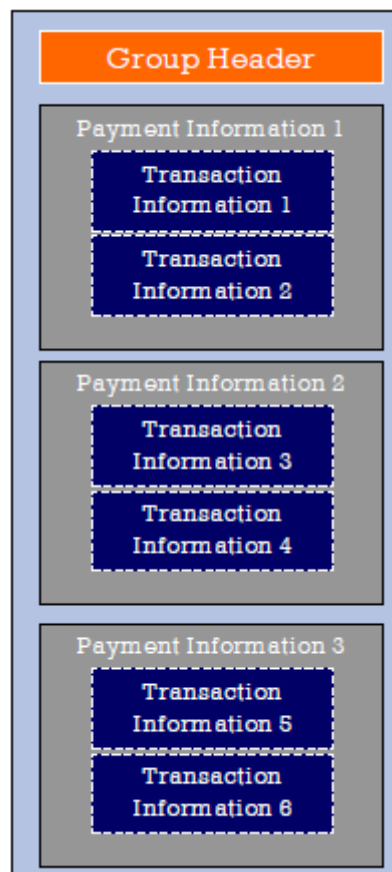 Group Header
Payment Information 1
Transaction
Information 1
Transaction
Information 2
Payment Information 2
Transaction
Information 3
Transaction
Information 4
Payment Information 3
Transaction
Information 5
Transaction
Information 6